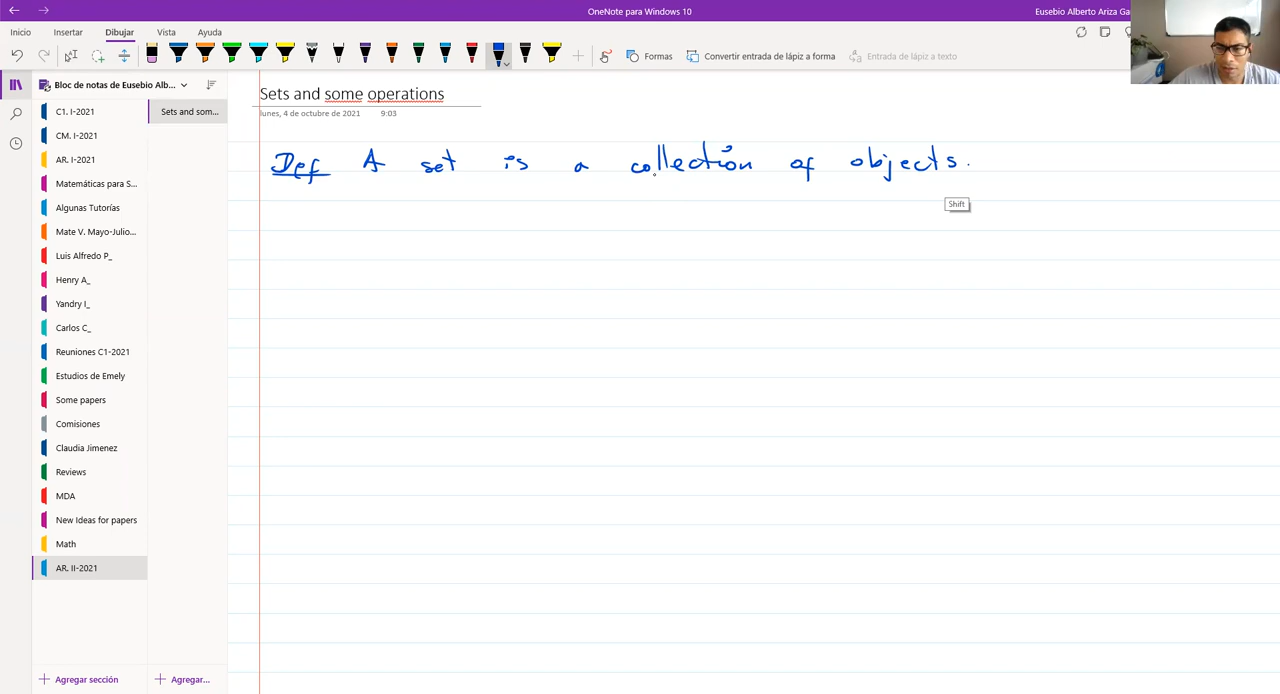 OneNote para Windows 10
Eusebio Alberto Ariza Ga
Inicio Insertar Dibujar Vista Ayuda
Formas Convertir entrada de lápiz a forma Entrada de lápiz a texto
Bloc de notas de Eusebio Alb...
C1. I-2021
CM. I-2021
AR. I-2021
Matemáticas para S...
Algunas Tutorías
Mate V. Mayo-Julio...
Luis Alfredo P_
Henry A_
Yandry I_
Carlos C_
Reuniones C1-2021
Estudios de Emely
Some papers
Comisiones
Claudia Jimenez
Reviews
MDA
New Ideas for papers
Math
AR. II-2021
Agregar sección
Sets and som...
Agregar...
Sets and some operations
lunes, 4 de octubre de 2021 9:03
Def A set is a collection of objects.
Shift